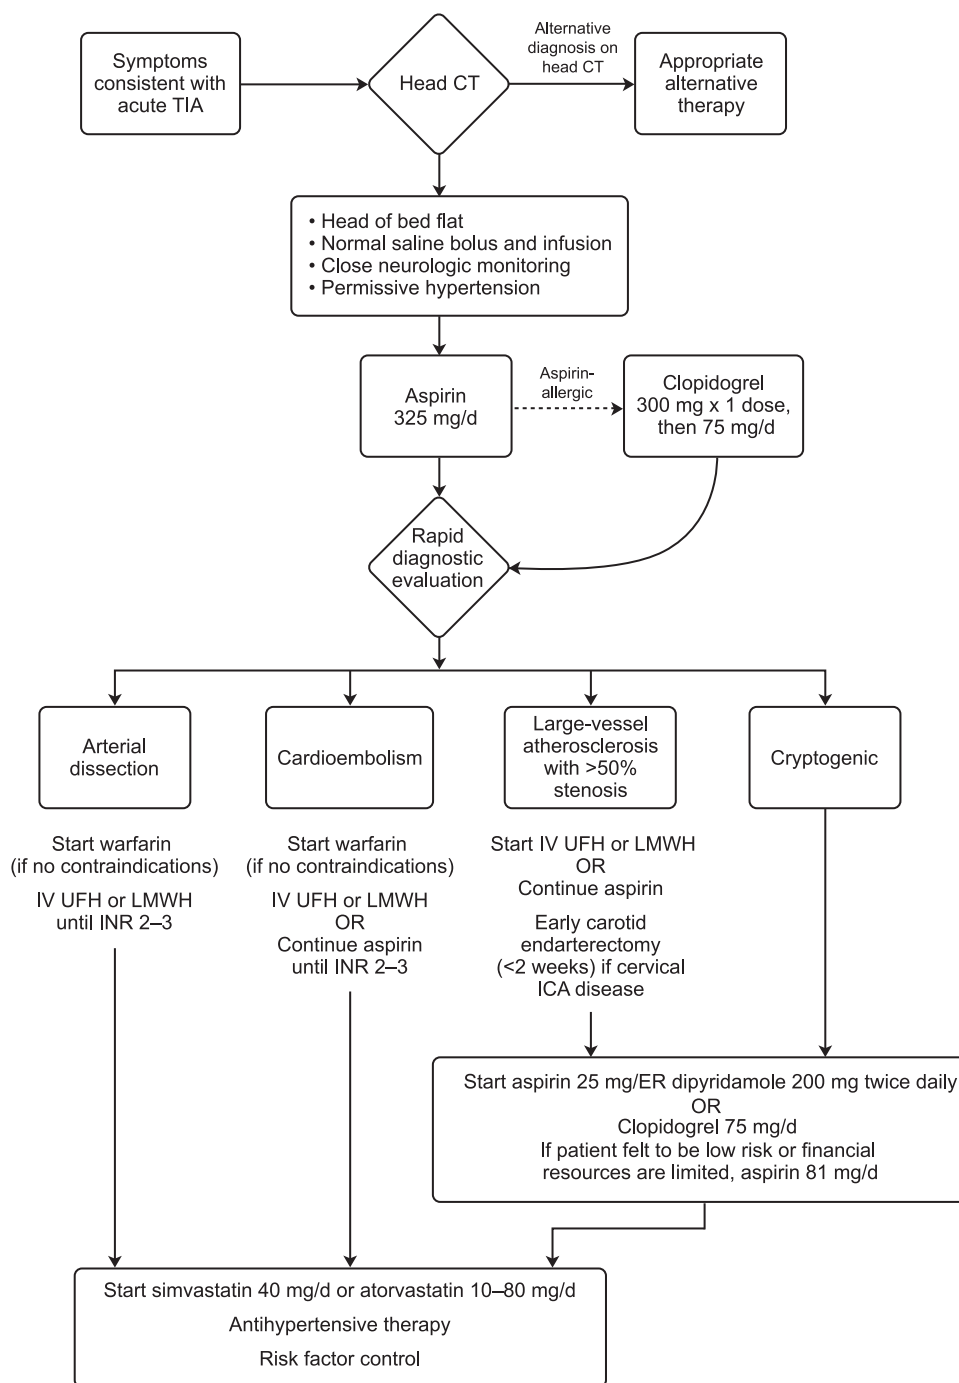 Symptoms
consistent with
acute TIA
Head CT
Alternative
diagnosis on
head CT
Appropriate
alternative
therapy
• Head of bed flat
• Normal saline bolus and infusion
• Close neurologic monitoring
• Permissive hypertension
Aspirin
325 mg/d
Aspirin-
allergic
Clopidogrel
300 mg x 1 dose,
then 75 mg/d
Rapid
diagnostic
evaluation
Arterial
dissection
Cardioembolism
Large-vessel
atherosclerosis
with >50%
stenosis
Cryptogenic
Start warfarin
(if no contraindications)
IV UFH or LMWH
until INR 2–3
Start warfarin
(if no contraindications)
IV UFH or LMWH
OR
Continue aspirin
until INR 2–3
Start IV UFH or LMWH
OR
Continue aspirin
Early carotid
endarterectomy
(<2 weeks) if cervical
ICA disease
Start aspirin 25 mg/ER dipyridamole 200 mg twice daily
OR
Clopidogrel 75 mg/d
If patient felt to be low risk or financial
resources are limited, aspirin 81 mg/d
Start simvastatin 40 mg/d or atorvastatin 10–80 mg/d
Antihypertensive therapy
Risk factor control